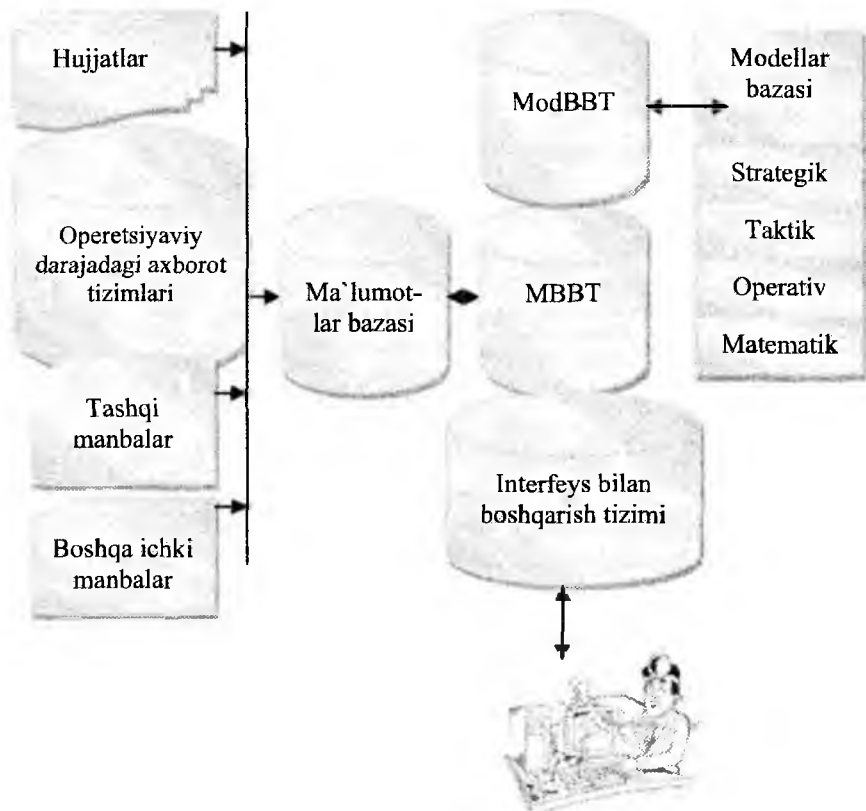 Hujjatlar
Operetsiyaviy
darajadagi axborot
tizimlari
Tashqi
manbalar
Boshqa ichki
manbalar
Ma`lumot-
lar bazasi
ModBBT
MBBT
Interfeys bilan
boshqarish tizimi
Modellar
bazasi
Strategik
Taktik
Operativ
Matematik